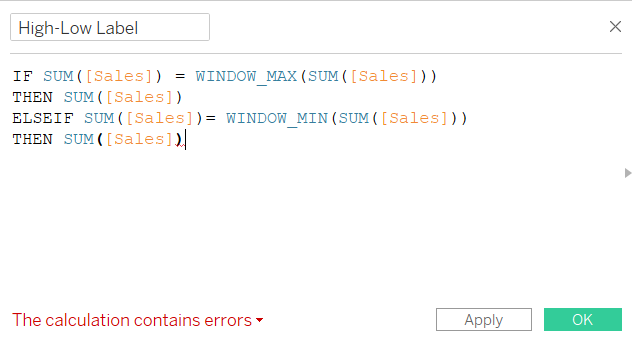 High-Low Label
IF SUM([Sales]) = WINDOW_MAX(SUM([Sales]))
THEN SUM([Sales])
ELSEIF SUM([Sales])= WINDOW_MIN(SUM([Sales]))
THEN SUM([Sales])
The calculation contains errors
Apply
OK